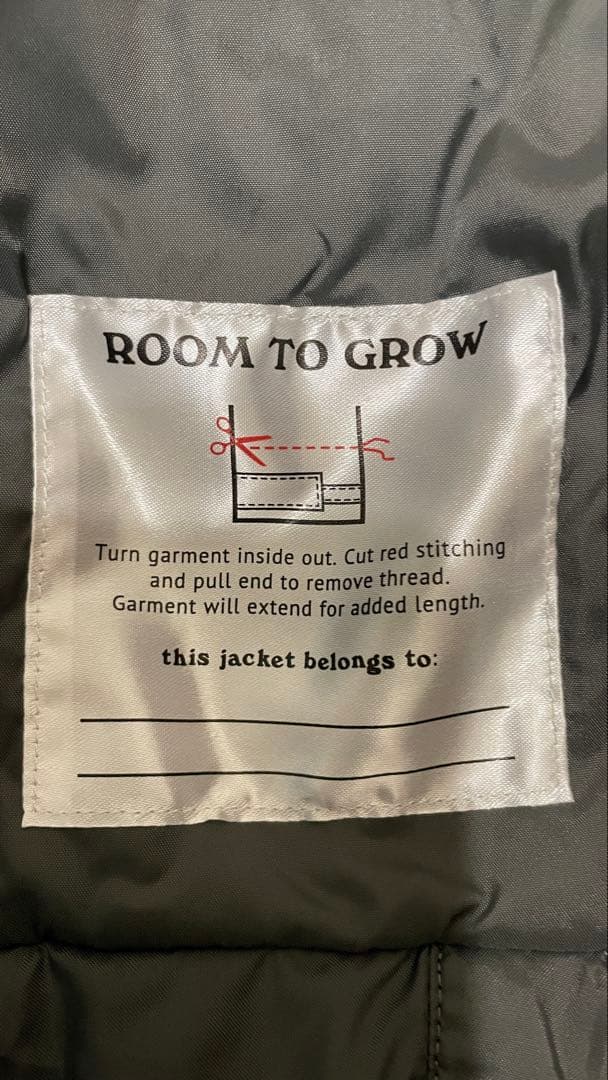 ROOM TO GROW
Turn garment inside out. Cut red stitching
and pull end to remove thread.
Garment will extend for added length.
this jacket belongs to: